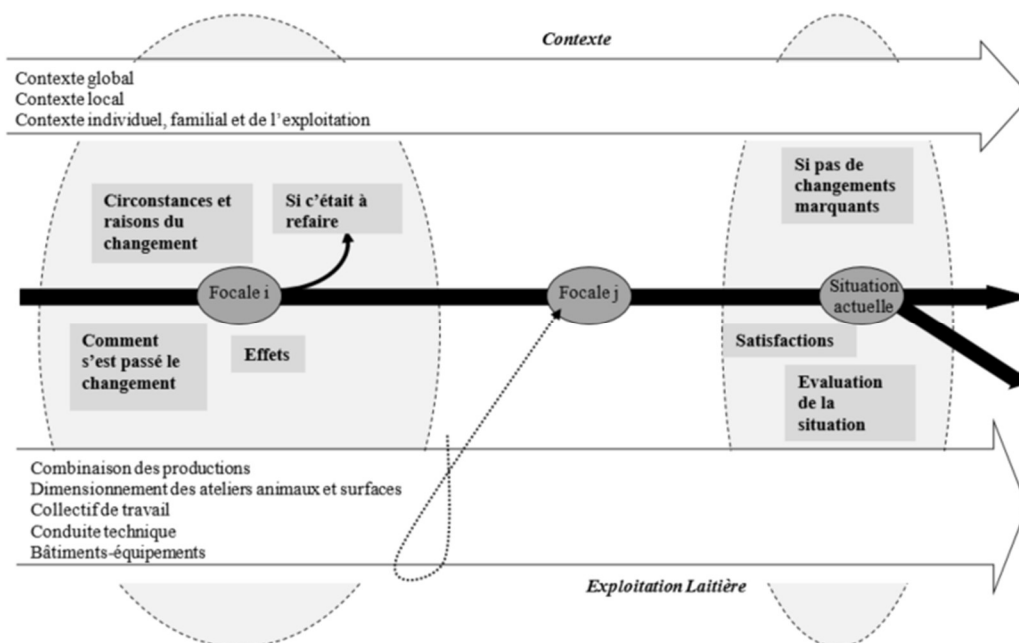 Contexte
Contexte global
Contexte local
Contexte individuel, familial et de l'exploitation
Circonstances et
raisons du
changement
Si c'était à
refaire
Si pas de
changements
marquants
Focale i
Focale j
Situation
actuelle
Comment
s'est passé le
changement
Effets
Satisfactions
Evaluation
de la
situation
Combinaison des productions
Dimensionnement des ateliers animaux et surfaces
Collectif de travail
Conduite technique
Bâtiments-équipements
Exploitation Laitière